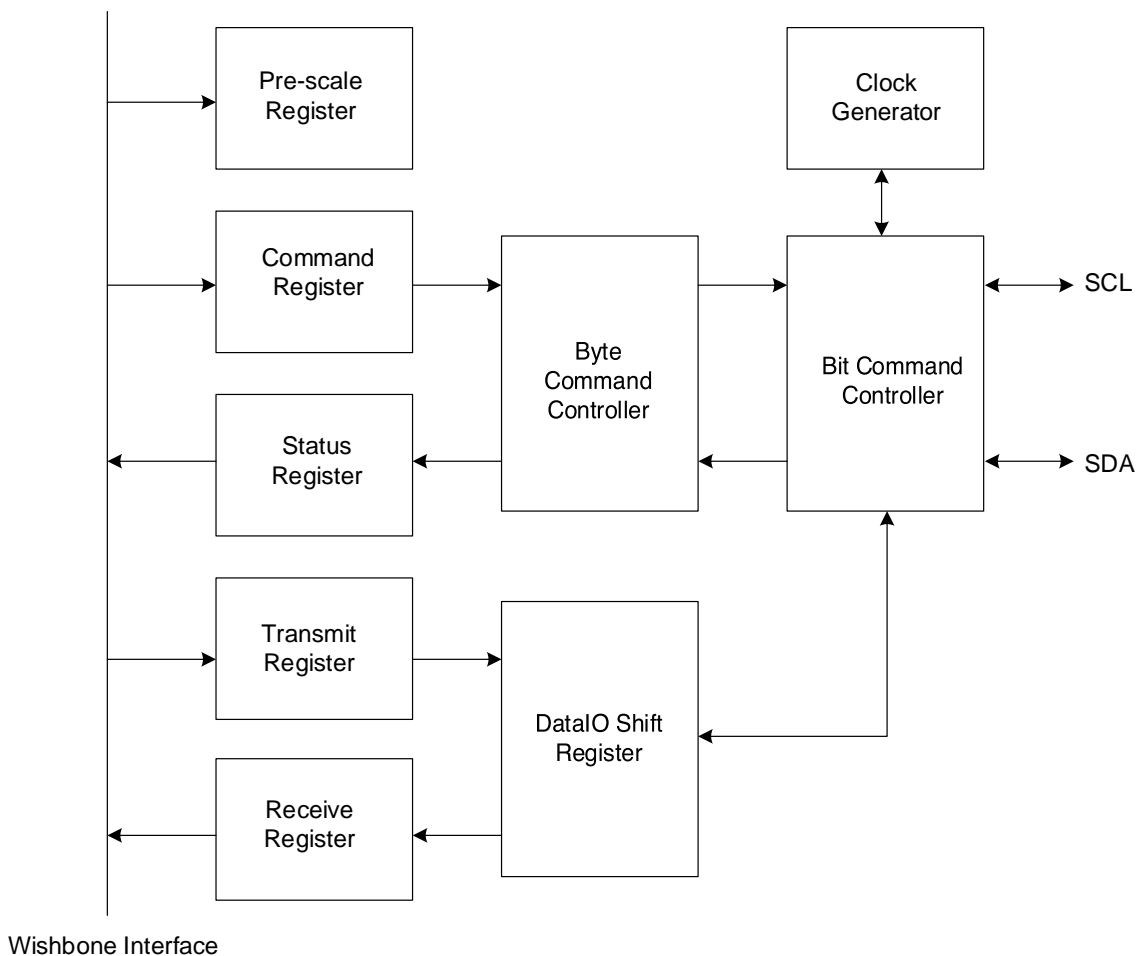 Pre-scale
Register
Clock
Generator
Command
Register
Byte
Command
Controller
Bit Command
Controller
SCL
Status
Register
SDA
Transmit
Register
DataIO Shift
Register
Receive
Register
Wishbone Interface